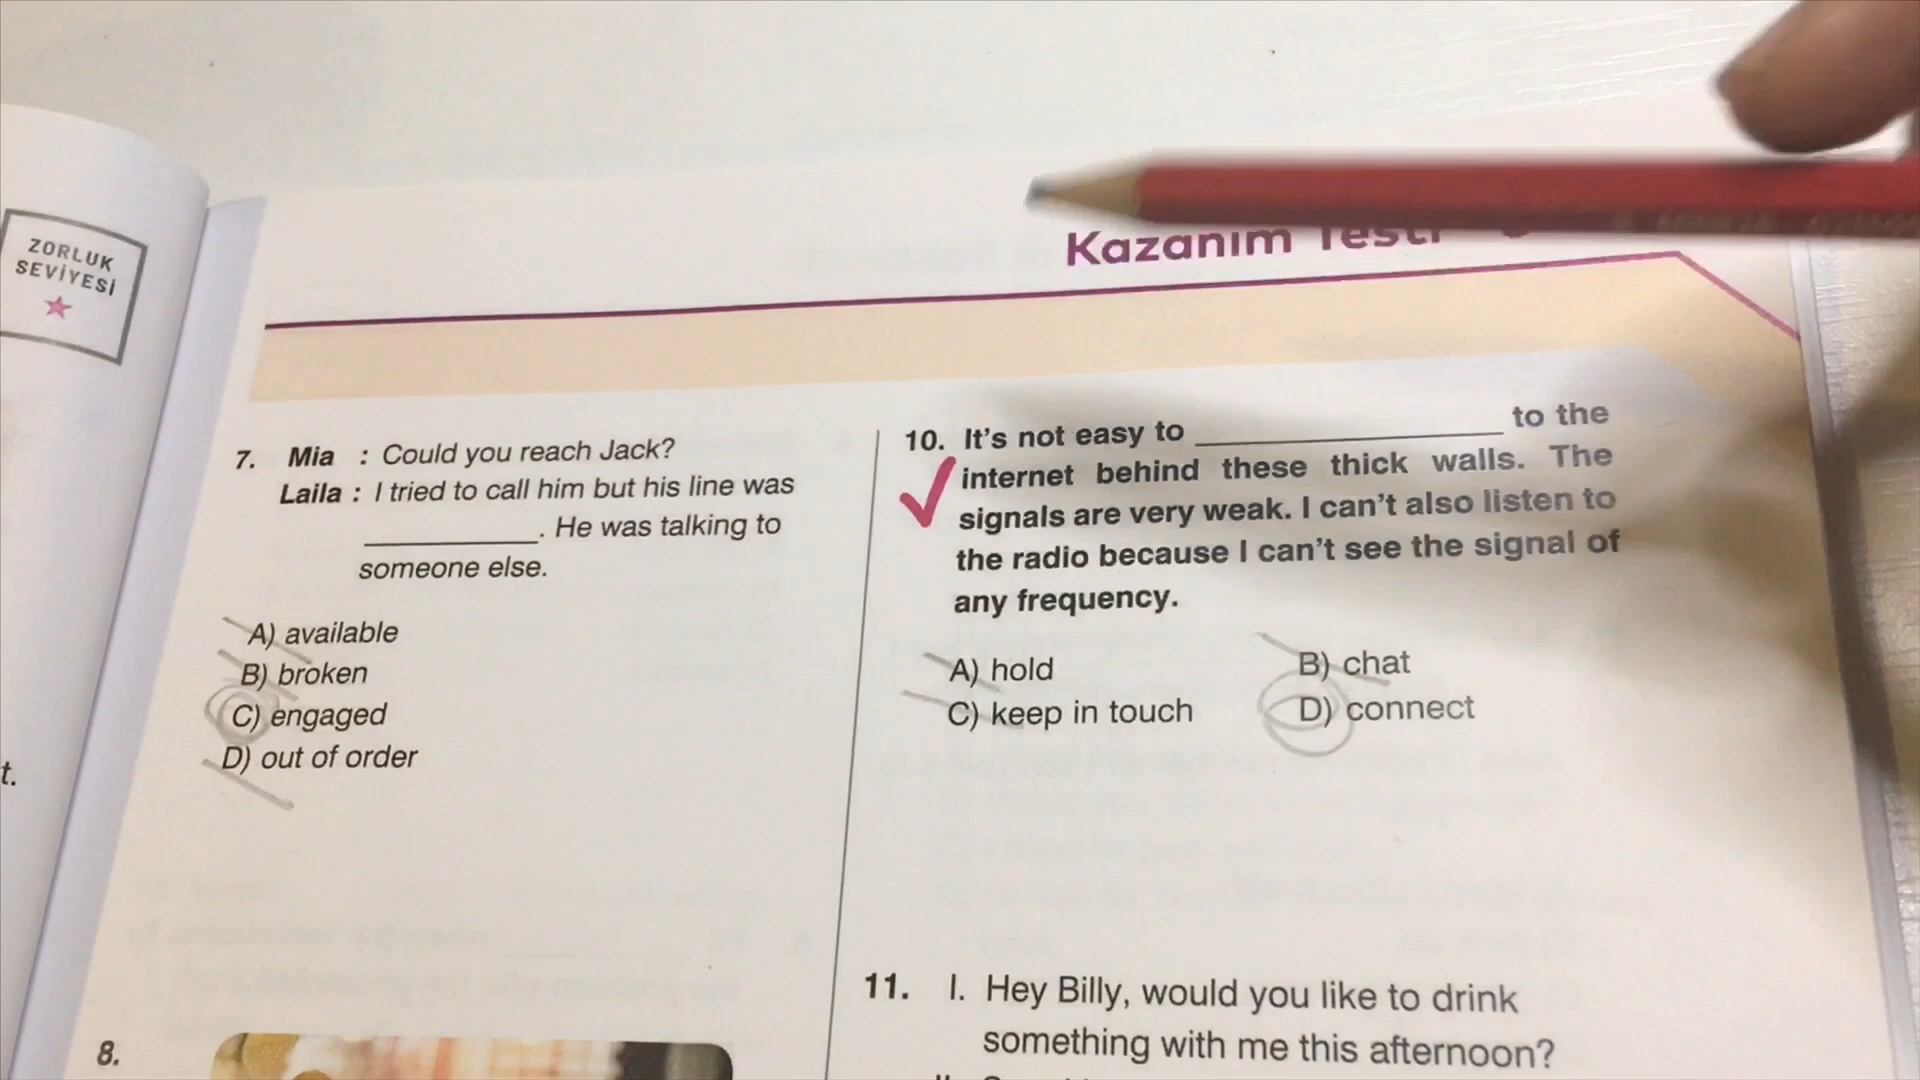 ZORLUK
SEVİYESİ
Kazanım Testi
7. Mia : Could you reach Jack?
Laila : I tried to call him but his line was
____________. He was talking to
someone else.
A) available
B) broken
C) engaged
D) out of order
t.
8.
10. It's not easy to ____________________ to the
internet behind these thick walls. The
signals are very weak. I can't also listen to
the radio because I can't see the signal of
any frequency.
A) hold
B) chat
C) keep in touch
D) connect
11. I. Hey Billy, would you like to drink
something with me this afternoon?